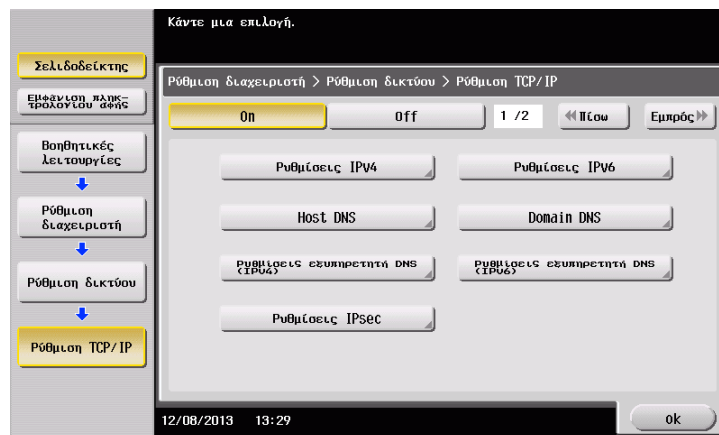 Κάντε μια επιλογή.
Σελιδοδείκτης
Εμφάνιση πληκ-
τρολογίου αφής
Βοηθητικές
λειτουργίες
Ρύθμιση
διαχειριστή
Ρύθμιση δικτύου
Ρύθμιση TCP/IP
Ρύθμιση διαχειριστή > Ρύθμιση δικτύου > Ρύθμιση TCP/IP
On Off 1 /2 Πίσω Εμπρός
Ρυθμίσεις IPv4 Ρυθμίσεις IPv6
Host DNS Domain DNS
Ρυθμίσεις εξυπηρετητή DNS Ρυθμίσεις εξυπηρετητή DNS
(IPv4) (IPv6)
Ρυθμίσεις IPsec
12/08/2013 13:29 ok